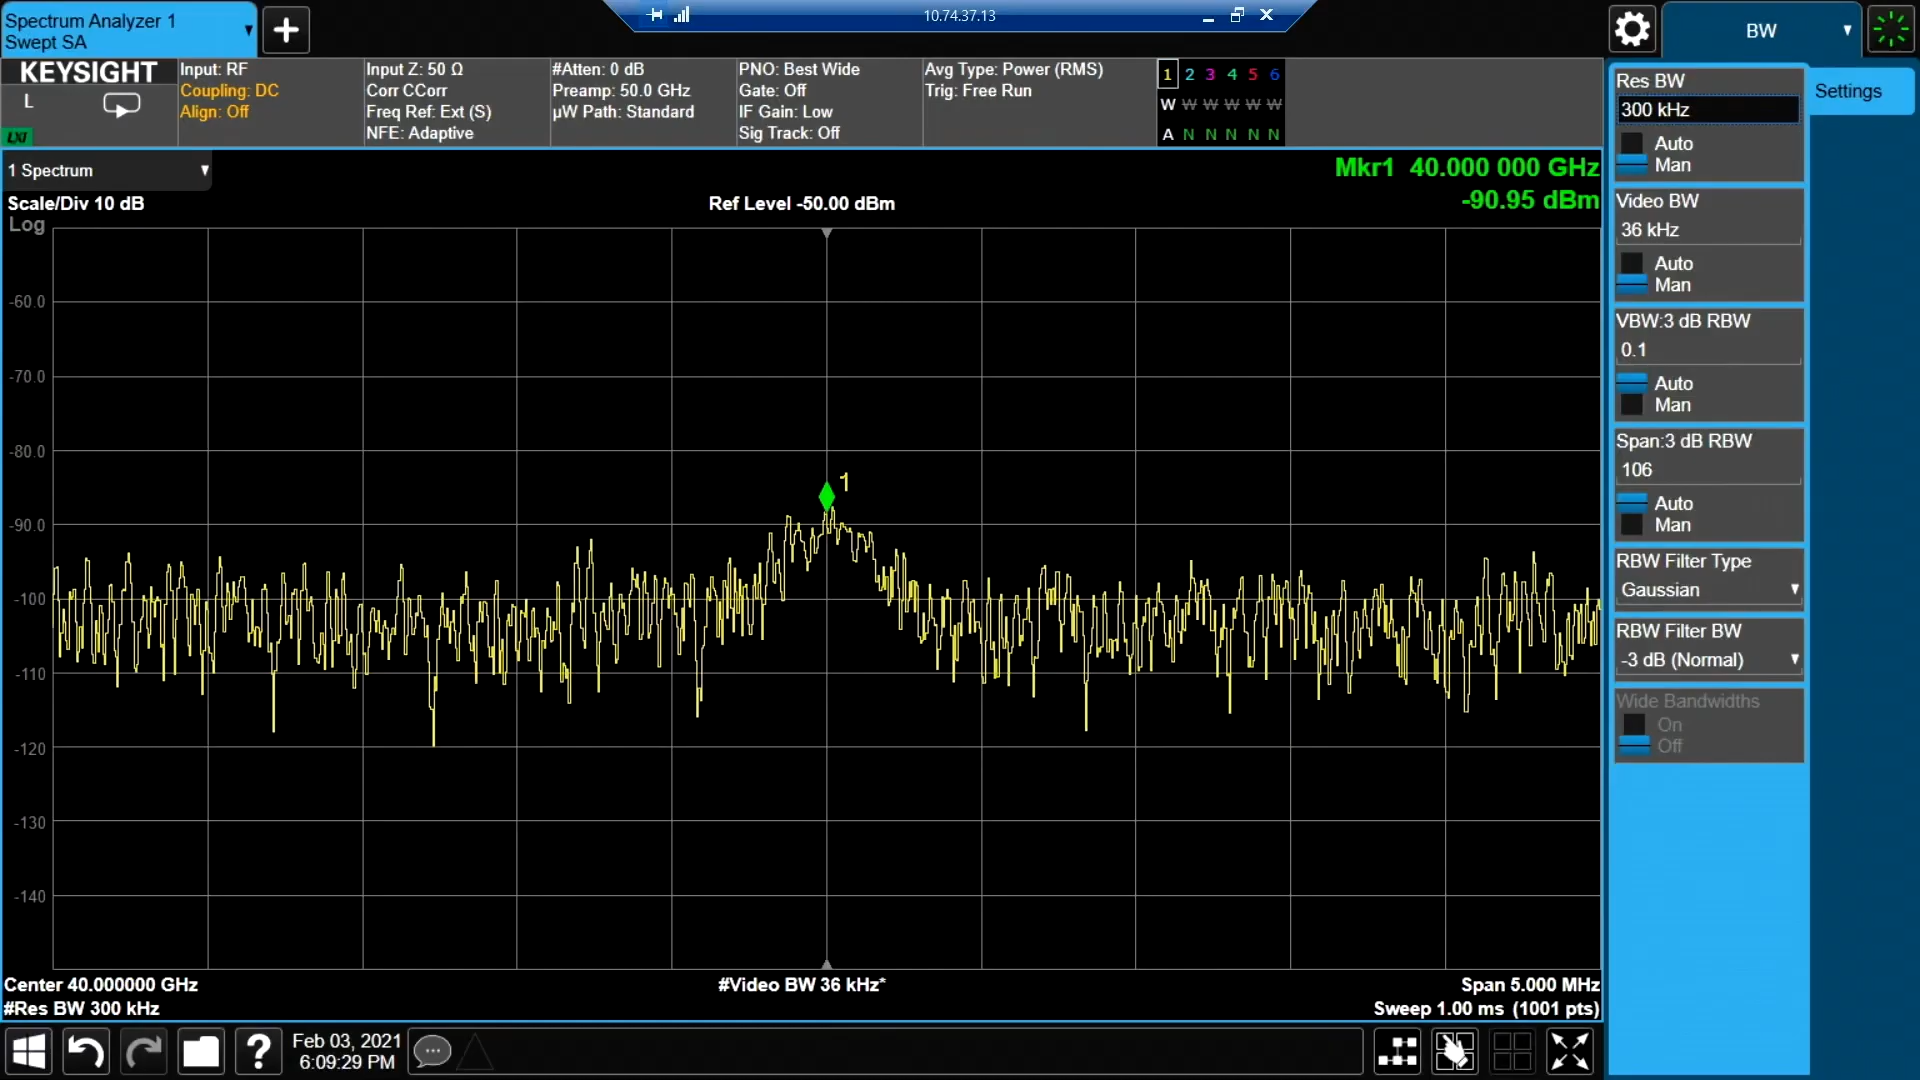 Spectrum Analyzer 1
Swept SA
10.74.37.13
BW
KEYSIGHT
L
LXI
Input: RF
Coupling: DC
Align: Off
Input Z: 50 Ω
Corr CCorr
Freq Ref: Ext (S)
NFE: Adaptive
#Atten: 0 dB
Preamp: 50.0 GHz
µW Path: Standard
PNO: Best Wide
Gate: Off
IF Gain: Low
Sig Track: Off
Avg Type: Power (RMS)
Trig: Free Run
1 2 3 4 5 6
W W W W W W
A N N N N N
1 Spectrum
Scale/Div 10 dB
Log
Ref Level -50.00 dBm
Mkr1 40.000 000 GHz
-90.95 dBm
-60.0
-70.0
-80.0
-90.0
-100
-110
-120
-130
-140
1
Center 40.000000 GHz
#Res BW 300 kHz
#Video BW 36 kHz*
Span 5.000 MHz
Sweep 1.00 ms (1001 pts)
Settings
Res BW
300 kHz
Auto
Man
Video BW
36 kHz
Auto
Man
VBW:3 dB RBW
0.1
Auto
Man
Span:3 dB RBW
106
Auto
Man
RBW Filter Type
Gaussian
RBW Filter BW
-3 dB (Normal)
Wide Bandwidths
On
Off
?
Feb 03, 2021
6:09:29 PM